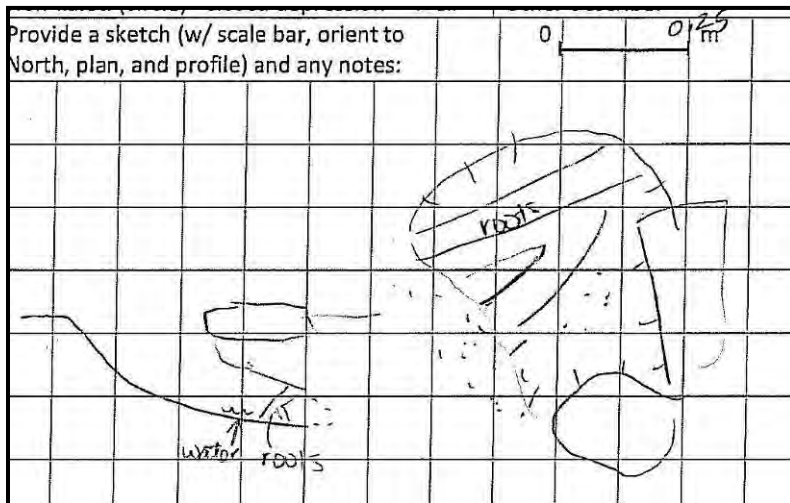 Provide a sketch (w/ scale bar, orient to
North, plan, and profile) and any notes:
0 0.25 m
roots
water roots